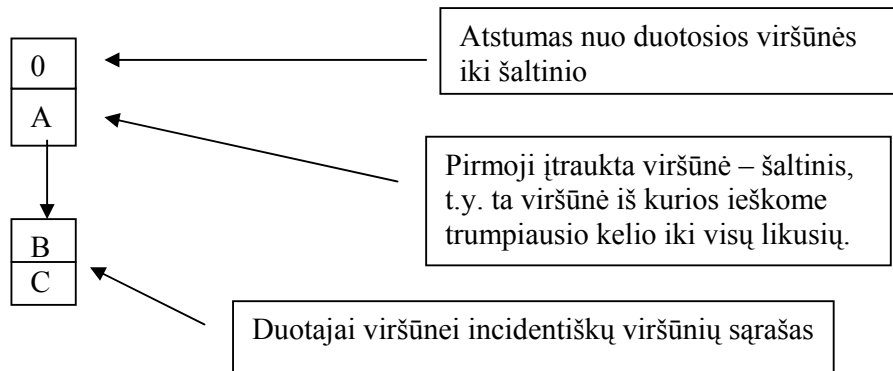 Atstumas nuo duotosios viršūnės
iki šaltinio
0
A
Pirmoji įtraukta viršūnė – šaltinis,
t.y. ta viršūnė iš kurios ieškome
trumpiausio kelio iki visų likusių.
B
C
Duotajai viršūnei incidentiškų viršūnių sąrašas